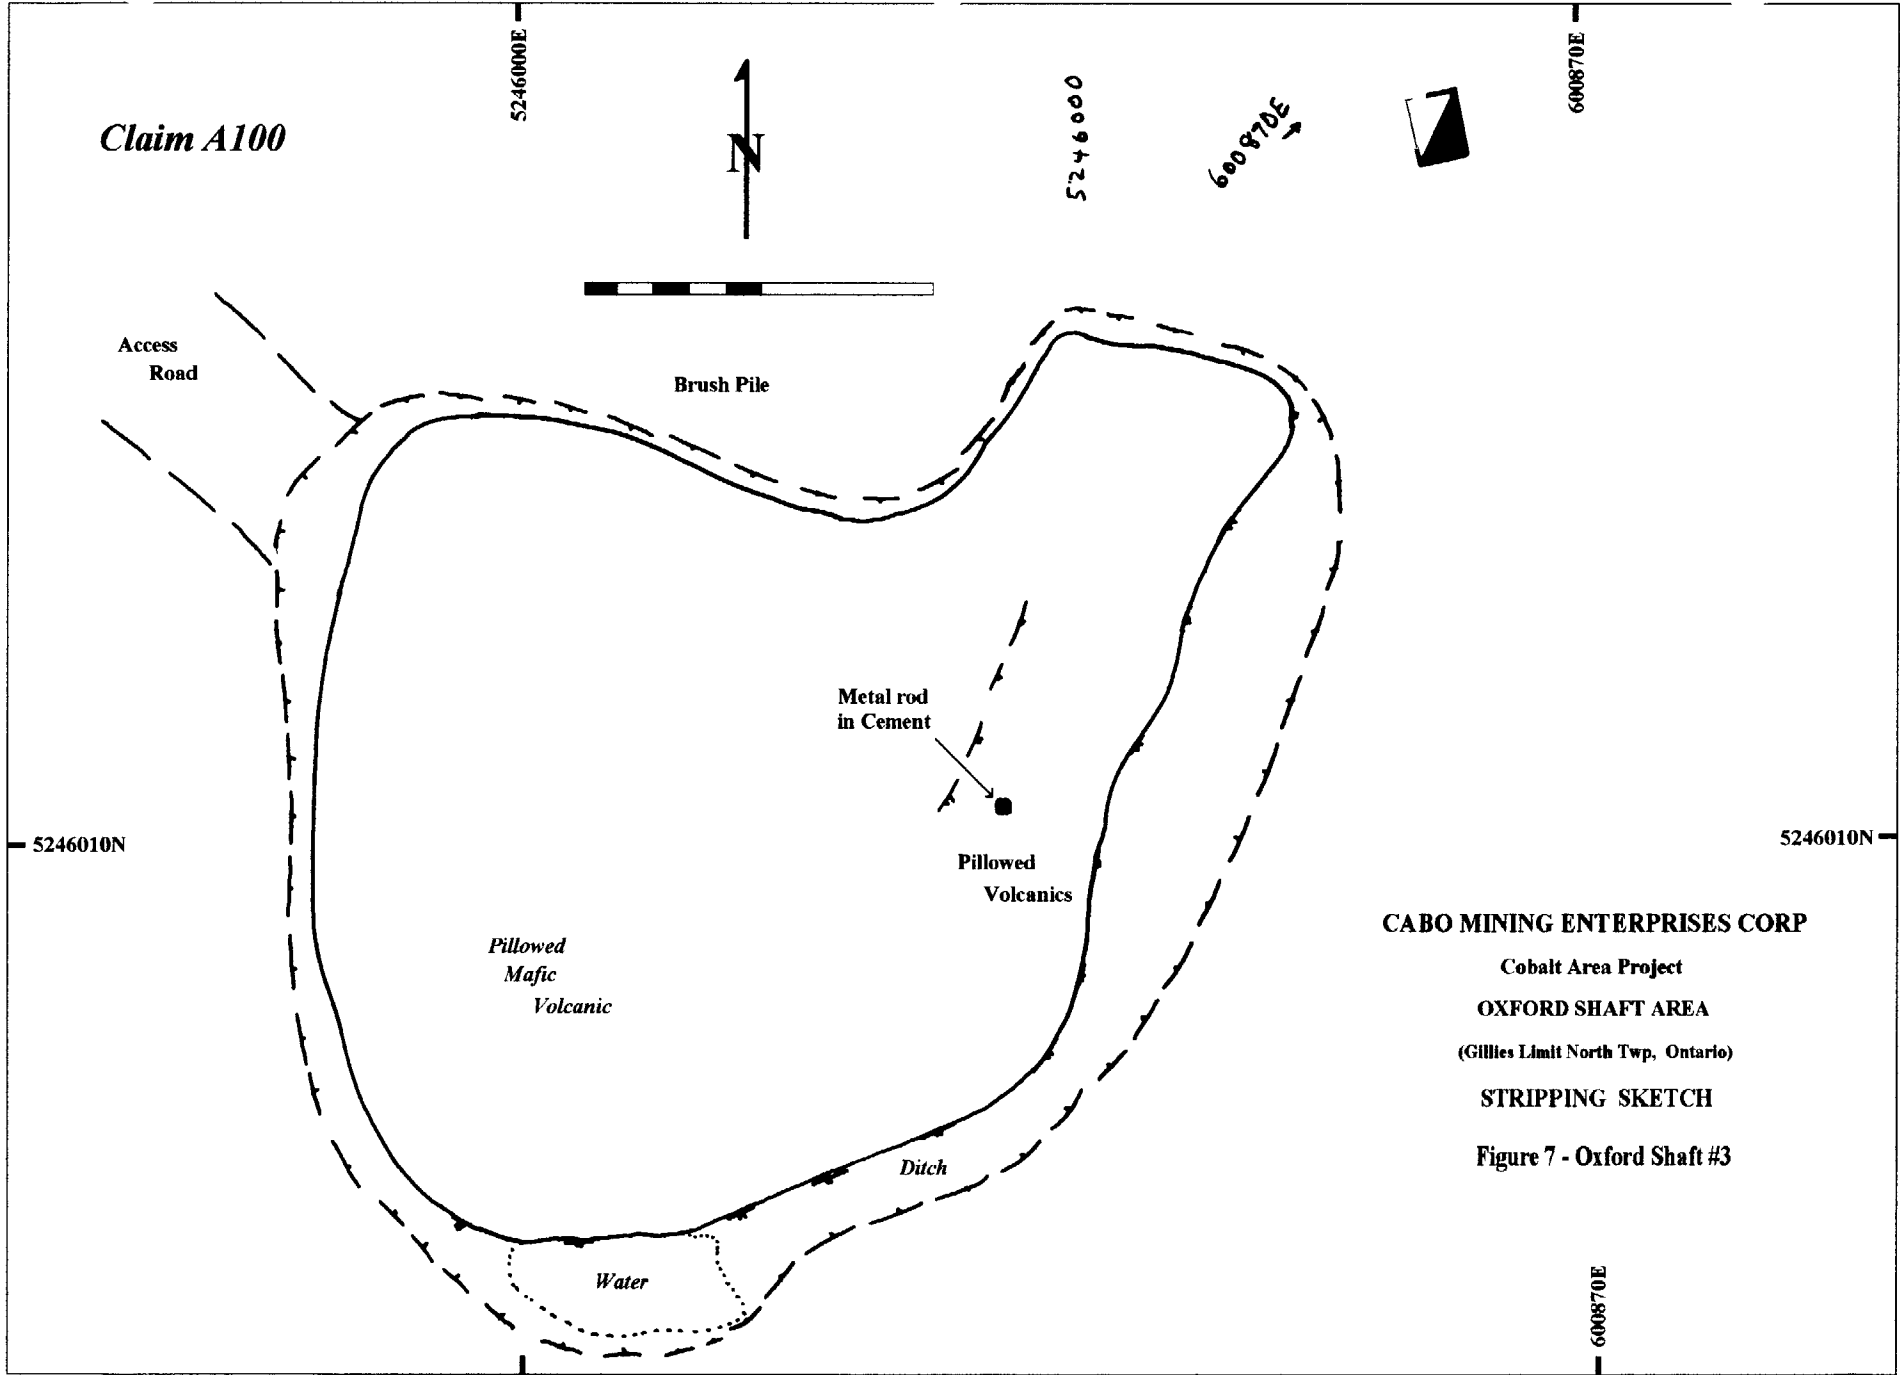 5246000E
600870E
Claim A100
N
5246000
600870E
Access
Road
Brush Pile
Metal rod
in Cement
5246010N
5246010N
Pillowed
Volcanics
Pillowed
Mafic
Volcanic
CABO MINING ENTERPRISES CORP
Cobalt Area Project
OXFORD SHAFT AREA
(Gillies Limit North Twp, Ontario)
STRIPPING SKETCH
Figure 7 - Oxford Shaft #3
Ditch
Water
600870E